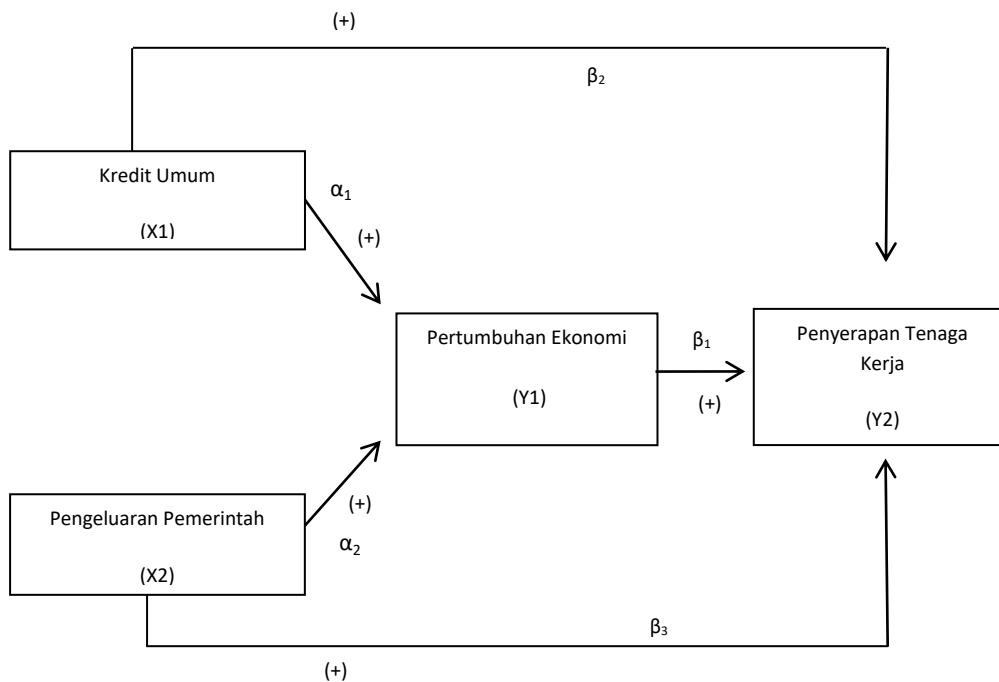 (+)
β₂
Kredit Umum
(X1)
α₁
(+)
Pertumbuhan Ekonomi
(Y1)
β₁
(+)
Penyerapan Tenaga
Kerja
(Y2)
Pengeluaran Pemerintah
(X2)
(+)
α₂
β₃
(+)